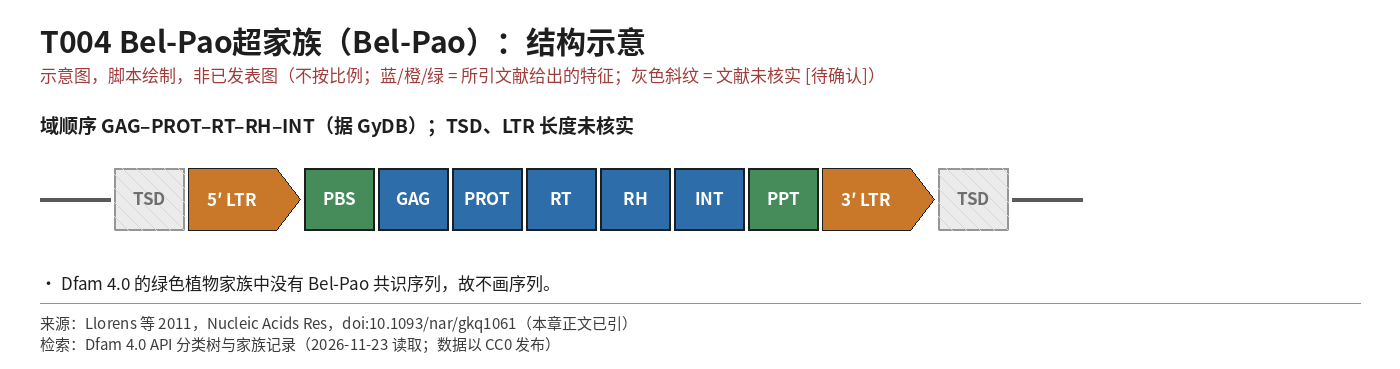 T004 Bel-Pao超家族（Bel-Pao）：结构示意
示意图，脚本绘制，非已发表图（不按比例；蓝/橙/绿 = 所引文献给出的特征；灰色斜纹 = 文献未核实 [待确认]）
域顺序 GAG–PROT–RT–RH–INT（据 GyDB）；TSD、LTR 长度未核实
TSD 5′ LTR PBS GAG PROT RT RH INT PPT 3′ LTR TSD
• Dfam 4.0 的绿色植物家族中没有 Bel-Pao 共识序列，故不画序列。
来源：Llorens 等 2011，Nucleic Acids Res，doi:10.1093/nar/gkq1061（本章正文已引）
检索：Dfam 4.0 API 分类树与家族记录（2026-11-23 读取；数据以 CC0 发布）